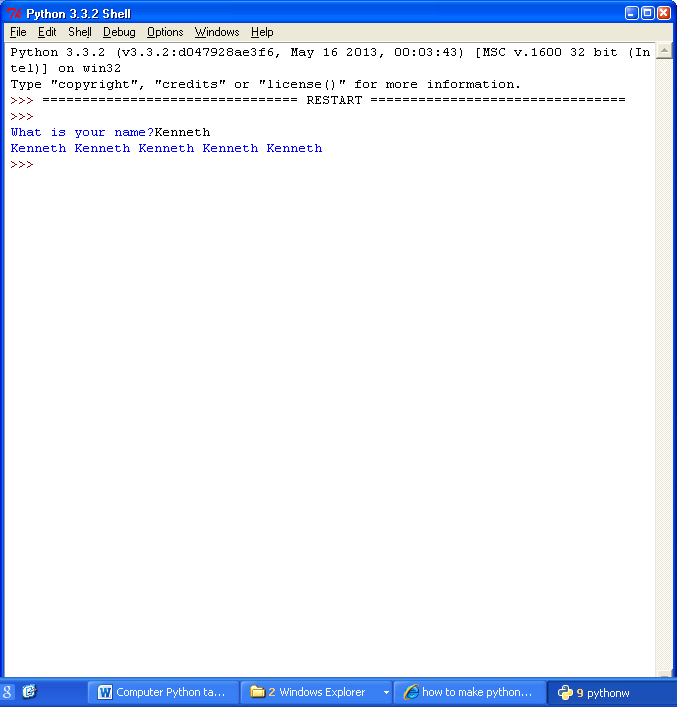 Python 3.3.2 Shell
File Edit Shell Debug Options Windows Help
Python 3.3.2 (v3.3.2:d047928ae3f6, May 16 2013, 00:03:43) [MSC v.1600 32 bit (In
tel)] on win32
Type "copyright", "credits" or "license()" for more information.
>>> ================================ RESTART ================================
>>>
What is your name?Kenneth
Kenneth Kenneth Kenneth Kenneth Kenneth
>>>
Computer Python ta... 2 Windows Explorer how to make python... 9 pythonw